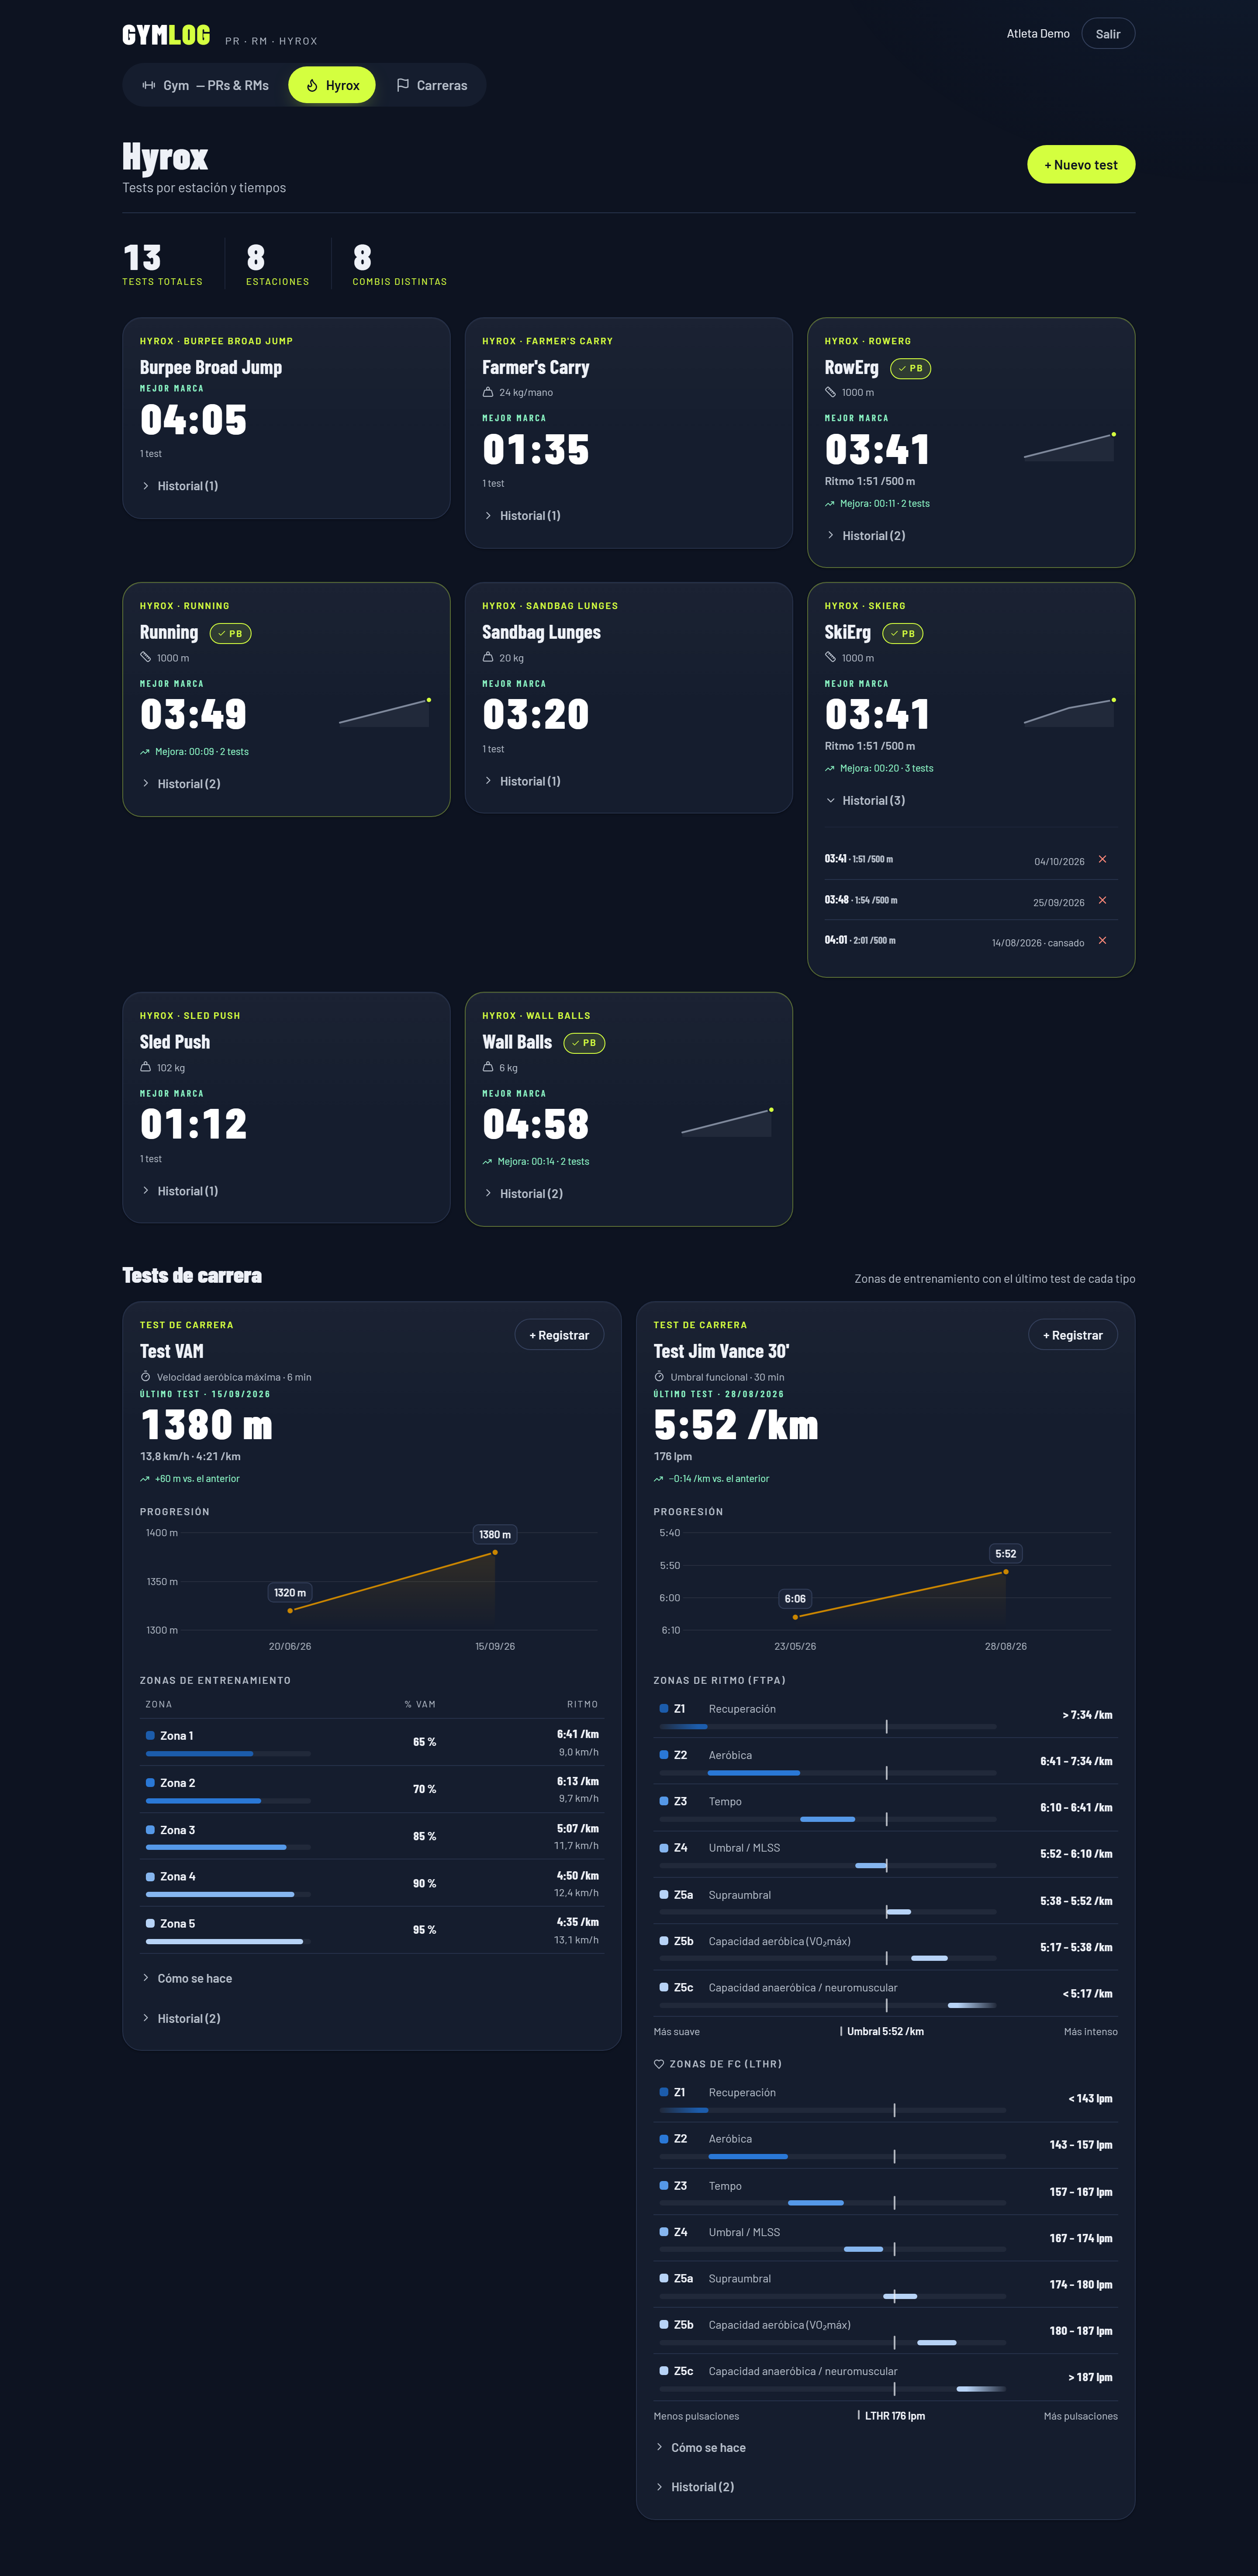 GYMLOG PR · RM · HYROX
Atleta Demo
Salir
Gym — PRs & RMs
Hyrox
Carreras
Hyrox
Tests por estación y tiempos
+ Nuevo test
13
TESTS TOTALES
8
ESTACIONES
8
COMBIS DISTINTAS
HYROX · BURPEE BROAD JUMP
Burpee Broad Jump
MEJOR MARCA
04:05
1 test
Historial (1)
HYROX · FARMER'S CARRY
Farmer's Carry
24 kg/mano
MEJOR MARCA
01:35
1 test
Historial (1)
HYROX · ROWERG
RowErg PB
1000 m
MEJOR MARCA
03:41
Ritmo 1:51 /500 m
Mejora: 00:11 · 2 tests
Historial (2)
HYROX · RUNNING
Running PB
1000 m
MEJOR MARCA
03:49
Mejora: 00:09 · 2 tests
Historial (2)
HYROX · SANDBAG LUNGES
Sandbag Lunges
20 kg
MEJOR MARCA
03:20
1 test
Historial (1)
HYROX · SKIERG
SkiErg PB
1000 m
MEJOR MARCA
03:41
Ritmo 1:51 /500 m
Mejora: 00:20 · 3 tests
Historial (3)
03:41 · 1:51 /500 m 04/10/2026
03:48 · 1:54 /500 m 25/09/2026
04:01 · 2:01 /500 m 14/08/2026 · cansado
HYROX · SLED PUSH
Sled Push
102 kg
MEJOR MARCA
01:12
1 test
Historial (1)
HYROX · WALL BALLS
Wall Balls PB
6 kg
MEJOR MARCA
04:58
Mejora: 00:14 · 2 tests
Historial (2)
Tests de carrera
Zonas de entrenamiento con el último test de cada tipo
TEST DE CARRERA
+ Registrar
Test VAM
Velocidad aeróbica máxima · 6 min
ÚLTIMO TEST · 15/09/2026
1380 m
13,8 km/h · 4:21 /km
+60 m vs. el anterior
PROGRESIÓN
1400 m
1350 m
1300 m
1320 m
1380 m
20/06/26
15/09/26
ZONAS DE ENTRENAMIENTO
ZONA % VAM RITMO
Zona 1 65 % 6:41 /km
9,0 km/h
Zona 2 70 % 6:13 /km
9,7 km/h
Zona 3 85 % 5:07 /km
11,7 km/h
Zona 4 90 % 4:50 /km
12,4 km/h
Zona 5 95 % 4:35 /km
13,1 km/h
Cómo se hace
Historial (2)
TEST DE CARRERA
+ Registrar
Test Jim Vance 30'
Umbral funcional · 30 min
ÚLTIMO TEST · 28/08/2026
5:52 /km
176 lpm
−0:14 /km vs. el anterior
PROGRESIÓN
5:40
5:50
6:00
6:10
6:06
5:52
23/05/26
28/08/26
ZONAS DE RITMO (FTPA)
Z1 Recuperación > 7:34 /km
Z2 Aeróbica 6:41 – 7:34 /km
Z3 Tempo 6:10 – 6:41 /km
Z4 Umbral / MLSS 5:52 – 6:10 /km
Z5a Supraumbral 5:38 – 5:52 /km
Z5b Capacidad aeróbica (VO₂máx) 5:17 – 5:38 /km
Z5c Capacidad anaeróbica / neuromuscular < 5:17 /km
Más suave Umbral 5:52 /km Más intenso
ZONAS DE FC (LTHR)
Z1 Recuperación < 143 lpm
Z2 Aeróbica 143 – 157 lpm
Z3 Tempo 157 – 167 lpm
Z4 Umbral / MLSS 167 – 174 lpm
Z5a Supraumbral 174 – 180 lpm
Z5b Capacidad aeróbica (VO₂máx) 180 – 187 lpm
Z5c Capacidad anaeróbica / neuromuscular > 187 lpm
Menos pulsaciones LTHR 176 lpm Más pulsaciones
Cómo se hace
Historial (2)